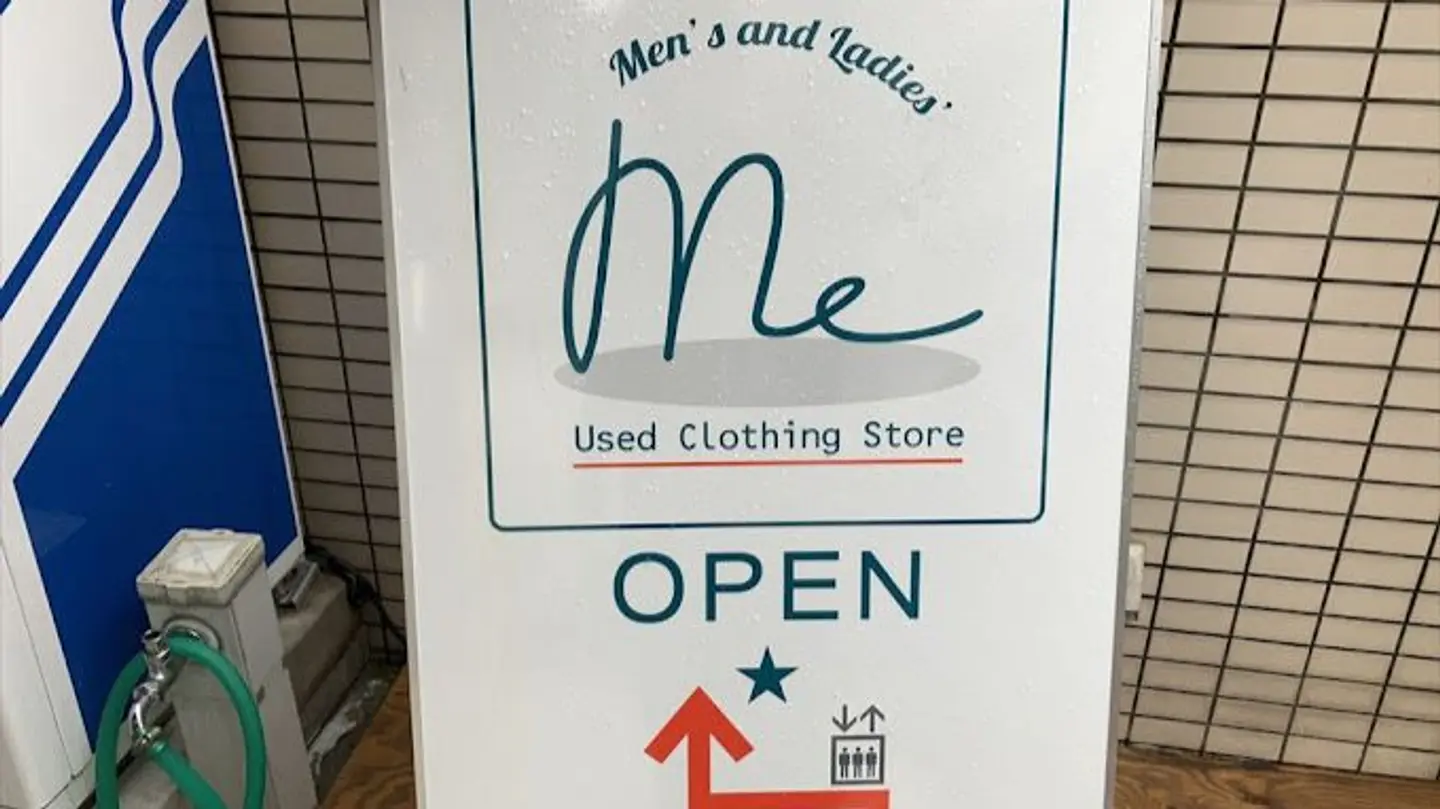 Men's and Ladies'
me
Used Clothing Store
OPEN